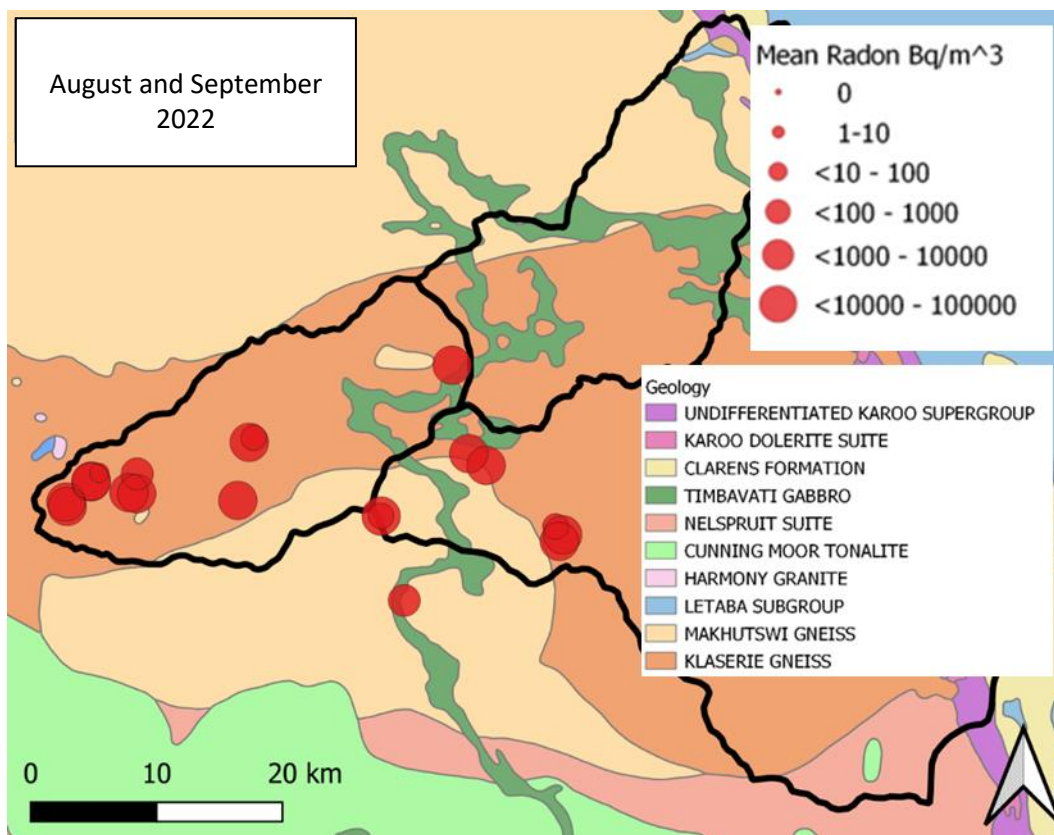 August and September
2022
Mean Radon Bq/m^3
0
1-10
<10 - 100
<100 - 1000
<1000 - 10000
<10000 - 100000
Geology
UNDIFFERENTIATED KAROO SUPERGROUP
KAROO DOLERITE SUITE
CLARENS FORMATION
TIMBAVATI GABBRO
NELSPRUIT SUITE
CUNNING MOOR TONALITE
HARMONY GRANITE
LETABA SUBGROUP
MAKHUTSWI GNEISS
KLASERIE GNEISS
0 10 20 km